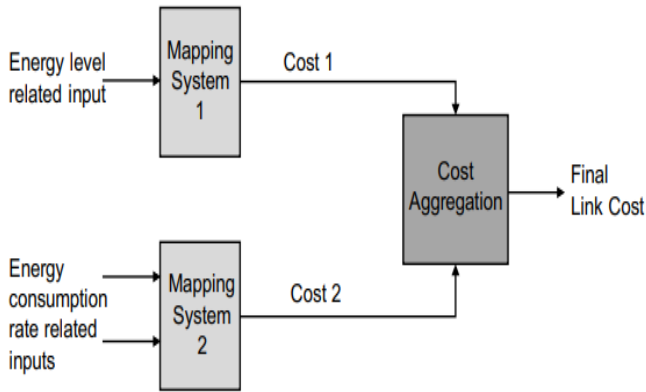 Energy level
related input
Mapping
System
1
Cost 1
Cost
Aggregation
Final
Link Cost
Energy
consumption
rate related
inputs
Mapping
System
2
Cost 2